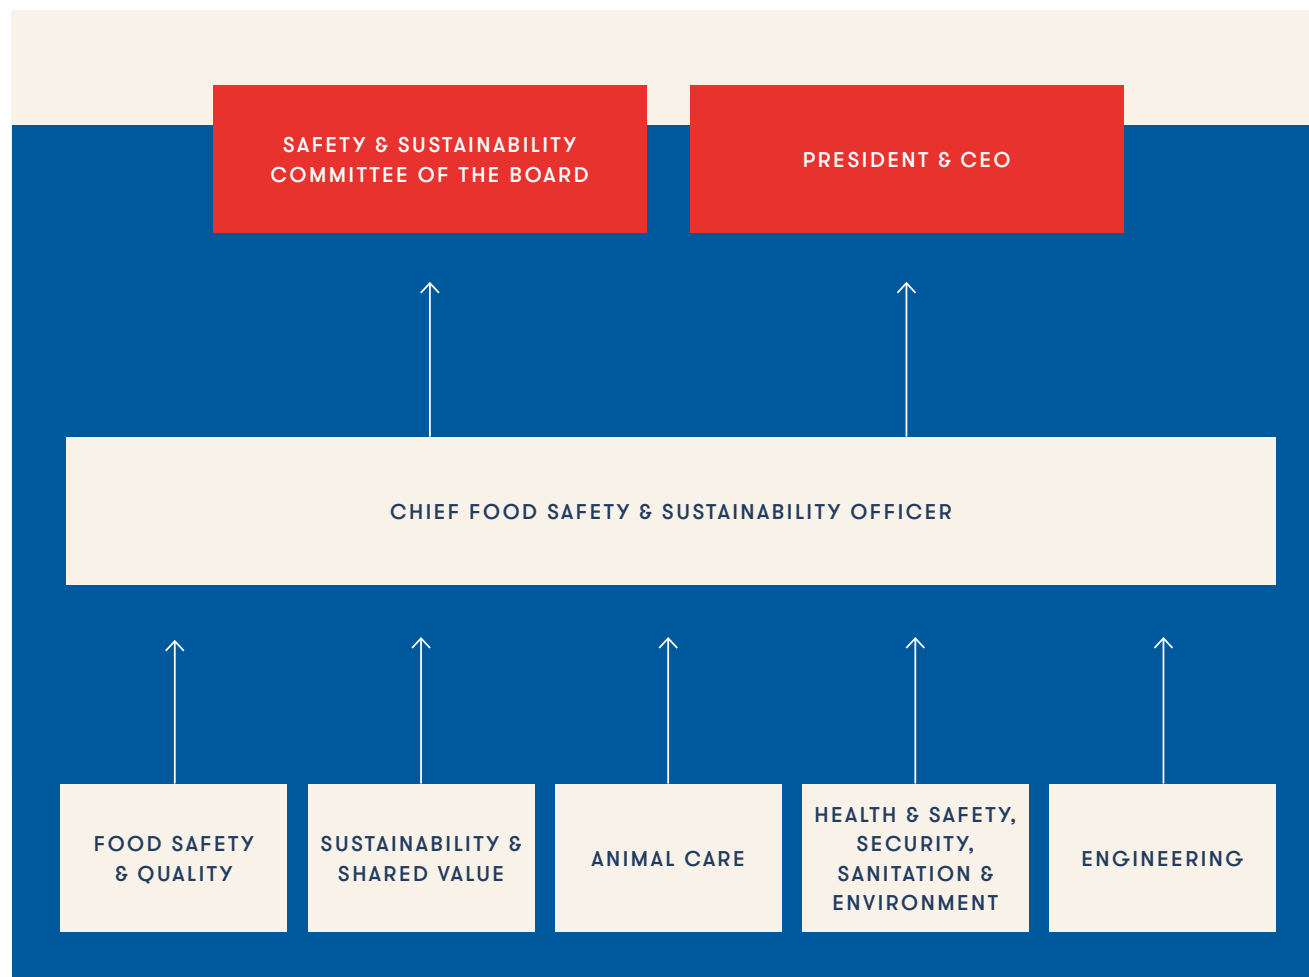 SAFETY & SUSTAINABILITY
COMMITTEE OF THE BOARD
PRESIDENT & CEO
CHIEF FOOD SAFETY & SUSTAINABILITY OFFICER
FOOD SAFETY
& QUALITY
SUSTAINABILITY &
SHARED VALUE
ANIMAL CARE
HEALTH & SAFETY,
SECURITY,
SANITATION &
ENVIRONMENT
ENGINEERING